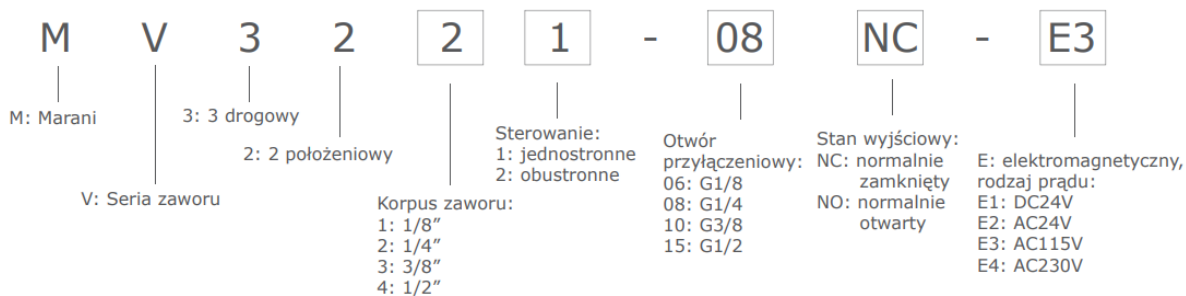 M V 3 2 2 1 - 08 NC - E3
M: Marani
V: Seria zaworu
3: 3 drogowy
2: 2 położeniowy
Korpus zaworu:
1: 1/8”
2: 1/4”
3: 3/8”
4: 1/2”
Sterowanie:
1: jednostronne
2: obustronne
Otwór
przyłączeniowy:
06: G1/8
08: G1/4
10: G3/8
15: G1/2
Stan wyjściowy:
NC: normalnie
zamknięty
NO: normalnie
otwarty
E: elektromagnetyczny,
rodzaj prądu:
E1: DC24V
E2: AC24V
E3: AC115V
E4: AC230V